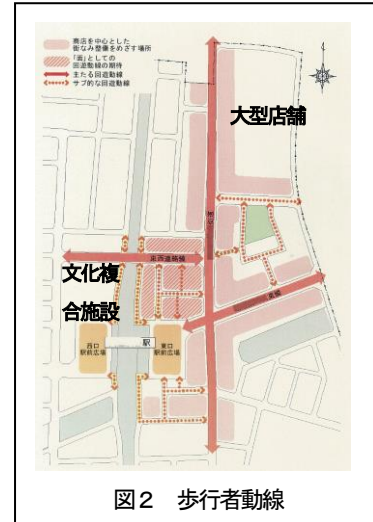 商店を中心とした
街なみ整備をめざす場所
「面」としての
回遊動線の期待
主たる回遊動線
サブ的な回遊動線
大型店舗
文化複
合施設
西口
駅前広場
駅
東口
駅前広場
図2 歩行者動線